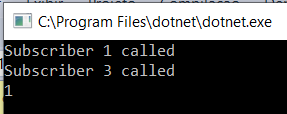 C:\Program Files\dotnet\dotnet.exe
Subscriber 1 called
Subscriber 3 called
1